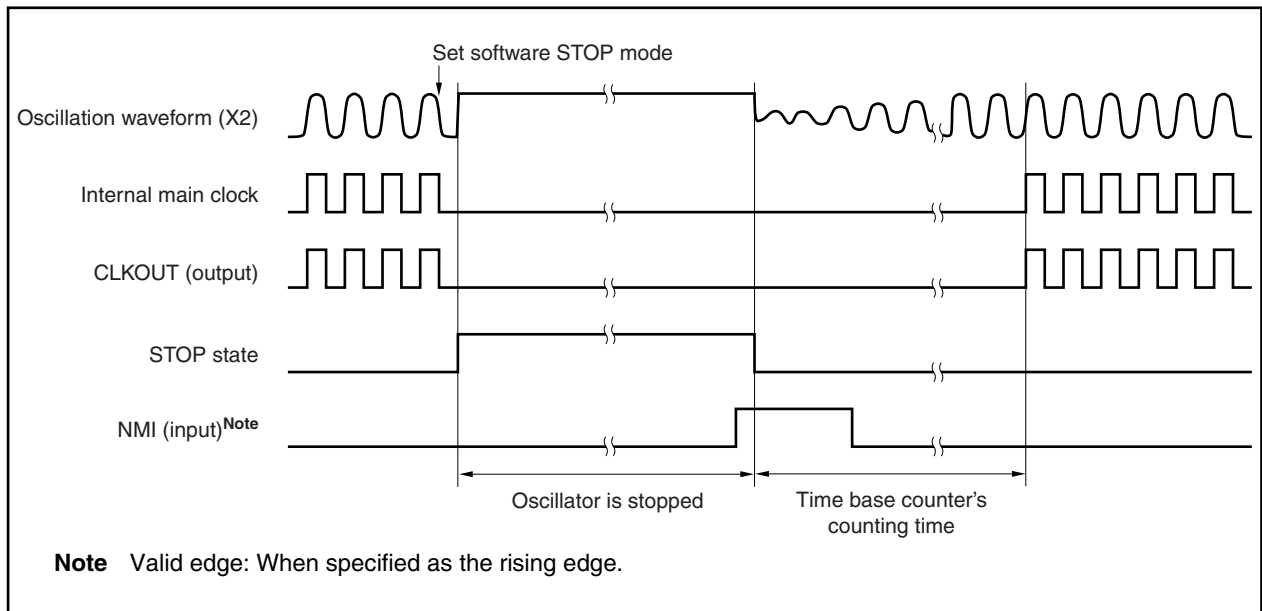 Set software STOP mode
Oscillation waveform (X2)
Internal main clock
CLKOUT (output)
STOP state
NMI (input)Note
Oscillator is stopped
Time base counter's
counting time
Note Valid edge: When specified as the rising edge.